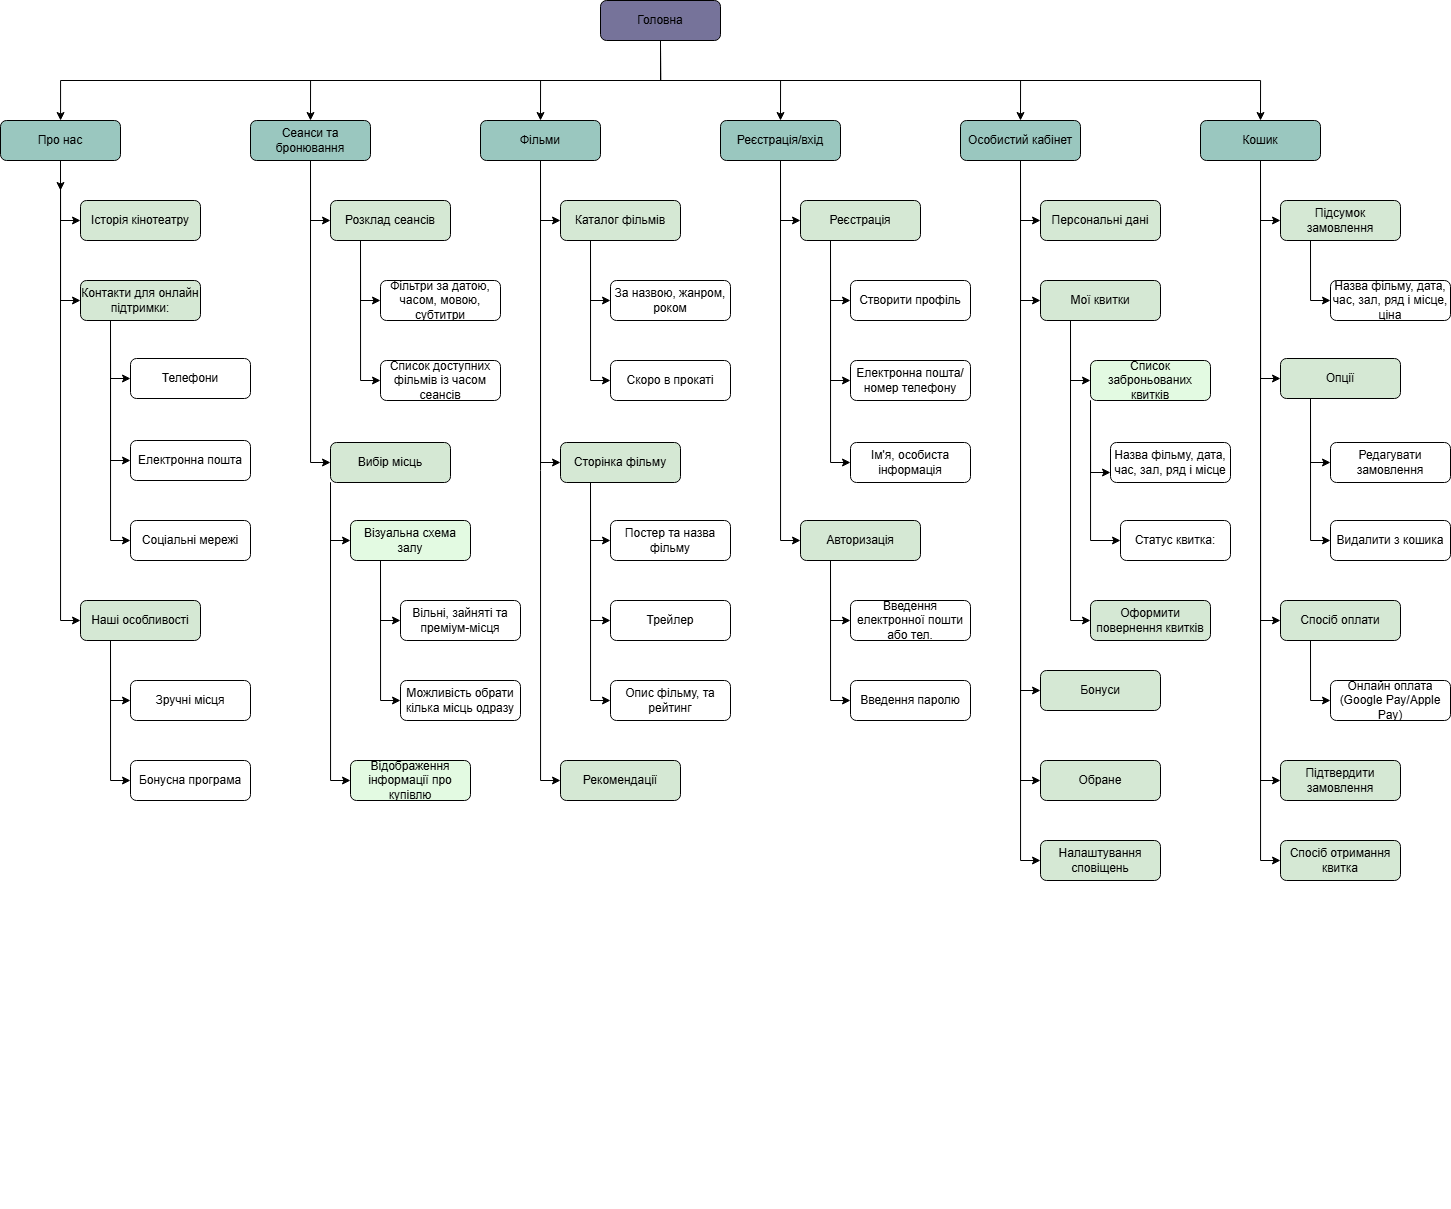 Головна
Про нас
Історія кінотеатру
Контакти для онлайн
підтримки:
Телефони
Електронна пошта
Соціальні мережі
Наші особливості
Зручні місця
Бонусна програма
Сеанси та
бронювання
Розклад сеансів
Фільтри за датою,
часом, мовою,
субтитри
Список доступних
фільмів із часом
сеансів
Вибір місць
Візуальна схема
залу
Вільні, зайняті та
преміум-місця
Можливість обрати
кілька місць одразу
Відображення
інформації про
купівлю
Фільми
Каталог фільмів
За назвою, жанром,
роком
Скоро в прокаті
Сторінка фільму
Постер та назва
фільму
Трейлер
Опис фільму, та
рейтинг
Рекомендації
Реєстрація/вхід
Реєстрація
Створити профіль
Електронна пошта/
номер телефону
Ім'я, особиста
інформація
Авторизація
Введення
електронної пошти
або тел.
Введення паролю
Особистий кабінет
Персональні дані
Мої квитки
Список
заброньованих
квитків
Назва фільму, дата,
час, зал, ряд і місце
Статус квитка:
Оформити
повернення квитків
Бонуси
Обране
Налаштування
сповіщень
Кошик
Підсумок
замовлення
Назва фільму, дата,
час, зал, ряд і місце,
ціна
Опції
Редагувати
замовлення
Видалити з кошика
Спосіб оплати
Онлайн оплата
(Google Pay/Apple
Pay)
Підтвердити
замовлення
Спосіб отримання
квитка